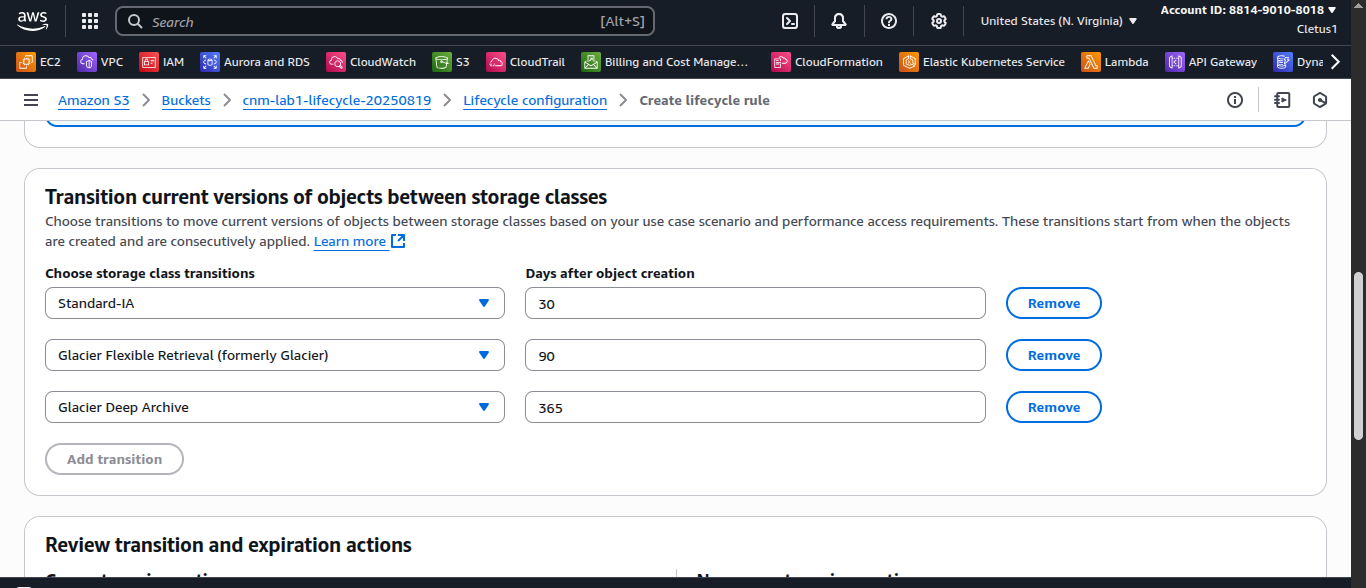 aws
Search [Alt+S]
United States (N. Virginia)
Account ID: 8814-9010-8018
Cletus1
EC2 VPC IAM Aurora and RDS CloudWatch S3 CloudTrail Billing and Cost Manage... CloudFormation Elastic Kubernetes Service Lambda API Gateway Dyna
Amazon S3 > Buckets > cnm-lab1-lifecycle-20250819 > Lifecycle configuration > Create lifecycle rule
Transition current versions of objects between storage classes
Choose transitions to move current versions of objects between storage classes based on your use case scenario and performance access requirements. These transitions start from when the objects
are created and are consecutively applied. Learn more
Choose storage class transitions Days after object creation
Standard-IA 30 Remove
Glacier Flexible Retrieval (formerly Glacier) 90 Remove
Glacier Deep Archive 365 Remove
Add transition
Review transition and expiration actions